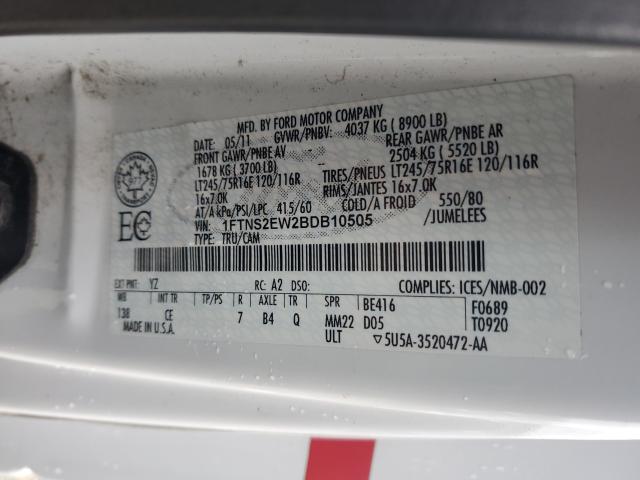 MFD. BY FORD MOTOR COMPANY
DATE: 05/11 GVWR/PNBV: 4037 KG ( 8900 LB)
FRONT GAWR/PNBE AV REAR GAWR/PNBE AR
1678 KG ( 3700 LB) 2504 KG ( 5520 LB)
LT245/75R16E 120/116R TIRES/PNEUS LT245/75R16E 120/116R
16x7.0K RIMS/JANTES 16x7.0K
AT/A kPa/PSI/LPC 415/60 COLD/A FROID 550/80
VIN: 1FTNS2EW2BDB10505 /JUMELEES
TYPE: TRU/CAM
EC
EXT PNT: YZ RC: A2 DSO: COMPLIES: ICES/NMB-002
WB INT TR TP/PS R AXLE TR SPR BE416 F0689
138 CE 7 B4 Q MM22 D05 T0920
MADE IN U.S.A. ULT ▽5U5A-3520472-AA